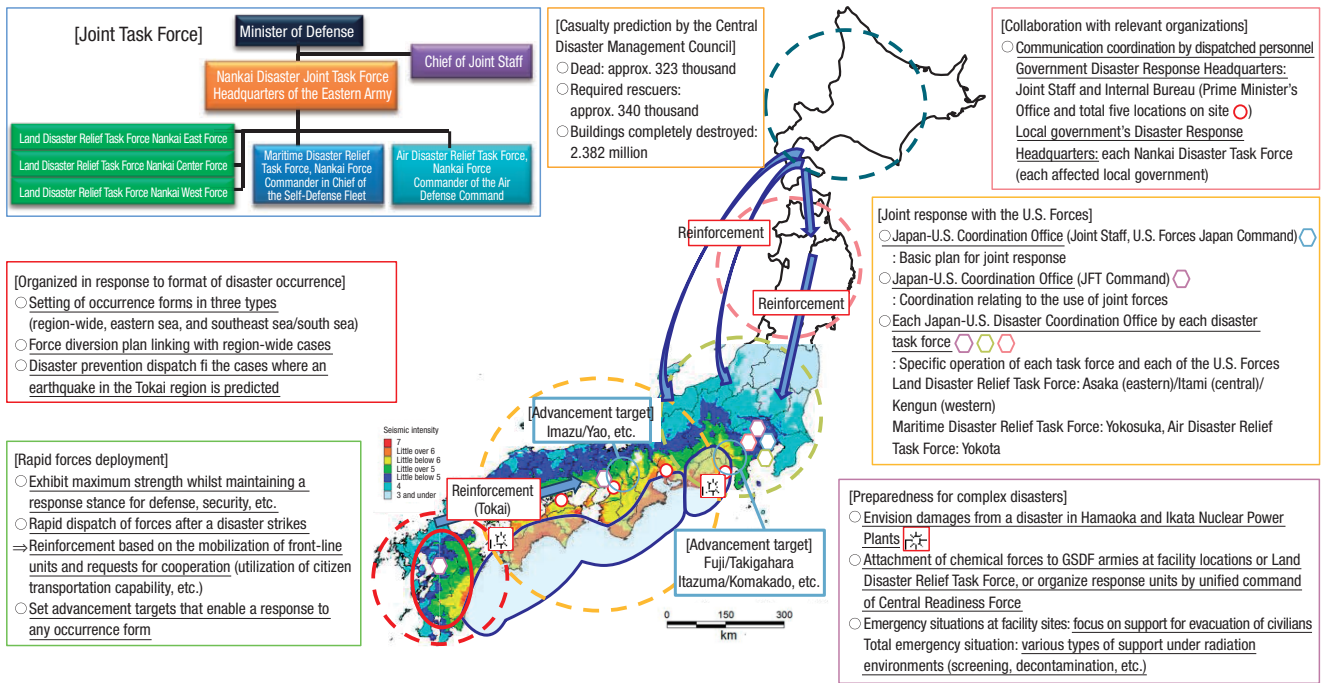 [Joint Task Force]
Minister of Defense
Chief of Joint Staff
Nankai Disaster Joint Task Force
Headquarters of the Eastern Army
Land Disaster Relief Task Force Nankai East Force
Land Disaster Relief Task Force Nankai Center Force
Land Disaster Relief Task Force Nankai West Force
Maritime Disaster Relief
Task Force, Nankai Force
Commander in Chief of
the Self-Defense Fleet
Air Disaster Relief Task Force,
Nankai Force
Commander of the Air
Defense Command
[Casualty prediction by the Central
Disaster Management Council]
○Dead: approx. 323 thousand
○Required rescuers:
approx. 340 thousand
○Buildings completely destroyed:
2.382 million
[Collaboration with relevant organizations]
○Communication coordination by dispatched personnel
Government Disaster Response Headquarters:
Joint Staff and Internal Bureau (Prime Minister's
Office and total five locations on site ○)
Local government's Disaster Response
Headquarters: each Nankai Disaster Task Force
(each affected local government)
[Organized in response to format of disaster occurrence]
○Setting of occurrence forms in three types
(region-wide, eastern sea, and southeast sea/south sea)
○Force diversion plan linking with region-wide cases
○Disaster prevention dispatch fi the cases where an
earthquake in the Tokai region is predicted
Reinforcement
Reinforcement
[Joint response with the U.S. Forces]
○Japan-U.S. Coordination Office (Joint Staff, U.S. Forces Japan Command)
: Basic plan for joint response
○Japan-U.S. Coordination Office (JFT Command)
: Coordination relating to the use of joint forces
○Each Japan-U.S. Disaster Coordination Office by each disaster
task force
: Specific operation of each task force and each of the U.S. Forces
Land Disaster Relief Task Force: Asaka (eastern)/Itami (central)/
Kengun (western)
Maritime Disaster Relief Task Force: Yokosuka, Air Disaster Relief
Task Force: Yokota
[Rapid forces deployment]
○Exhibit maximum strength whilst maintaining a
response stance for defense, security, etc.
○Rapid dispatch of forces after a disaster strikes
⇒Reinforcement based on the mobilization of front-line
units and requests for cooperation (utilization of citizen
transportation capability, etc.)
○Set advancement targets that enable a response to
any occurrence form
Seismic intensity
7
Little over 6
Little below 6
Little over 5
Little below 5
4
3 and under
[Advancement target]
Imazu/Yao, etc.
Reinforcement
(Tokai)
[Advancement target]
Fuji/Takigahara
Itazuma/Komakado, etc.
0 150 300
km
[Preparedness for complex disasters]
○Envision damages from a disaster in Hamaoka and Ikata Nuclear Power
Plants
○Attachment of chemical forces to GSDF armies at facility locations or Land
Disaster Relief Task Force, or organize response units by unified command
of Central Readiness Force
○Emergency situations at facility sites: focus on support for evacuation of civilians
Total emergency situation: various types of support under radiation
environments (screening, decontamination, etc.)